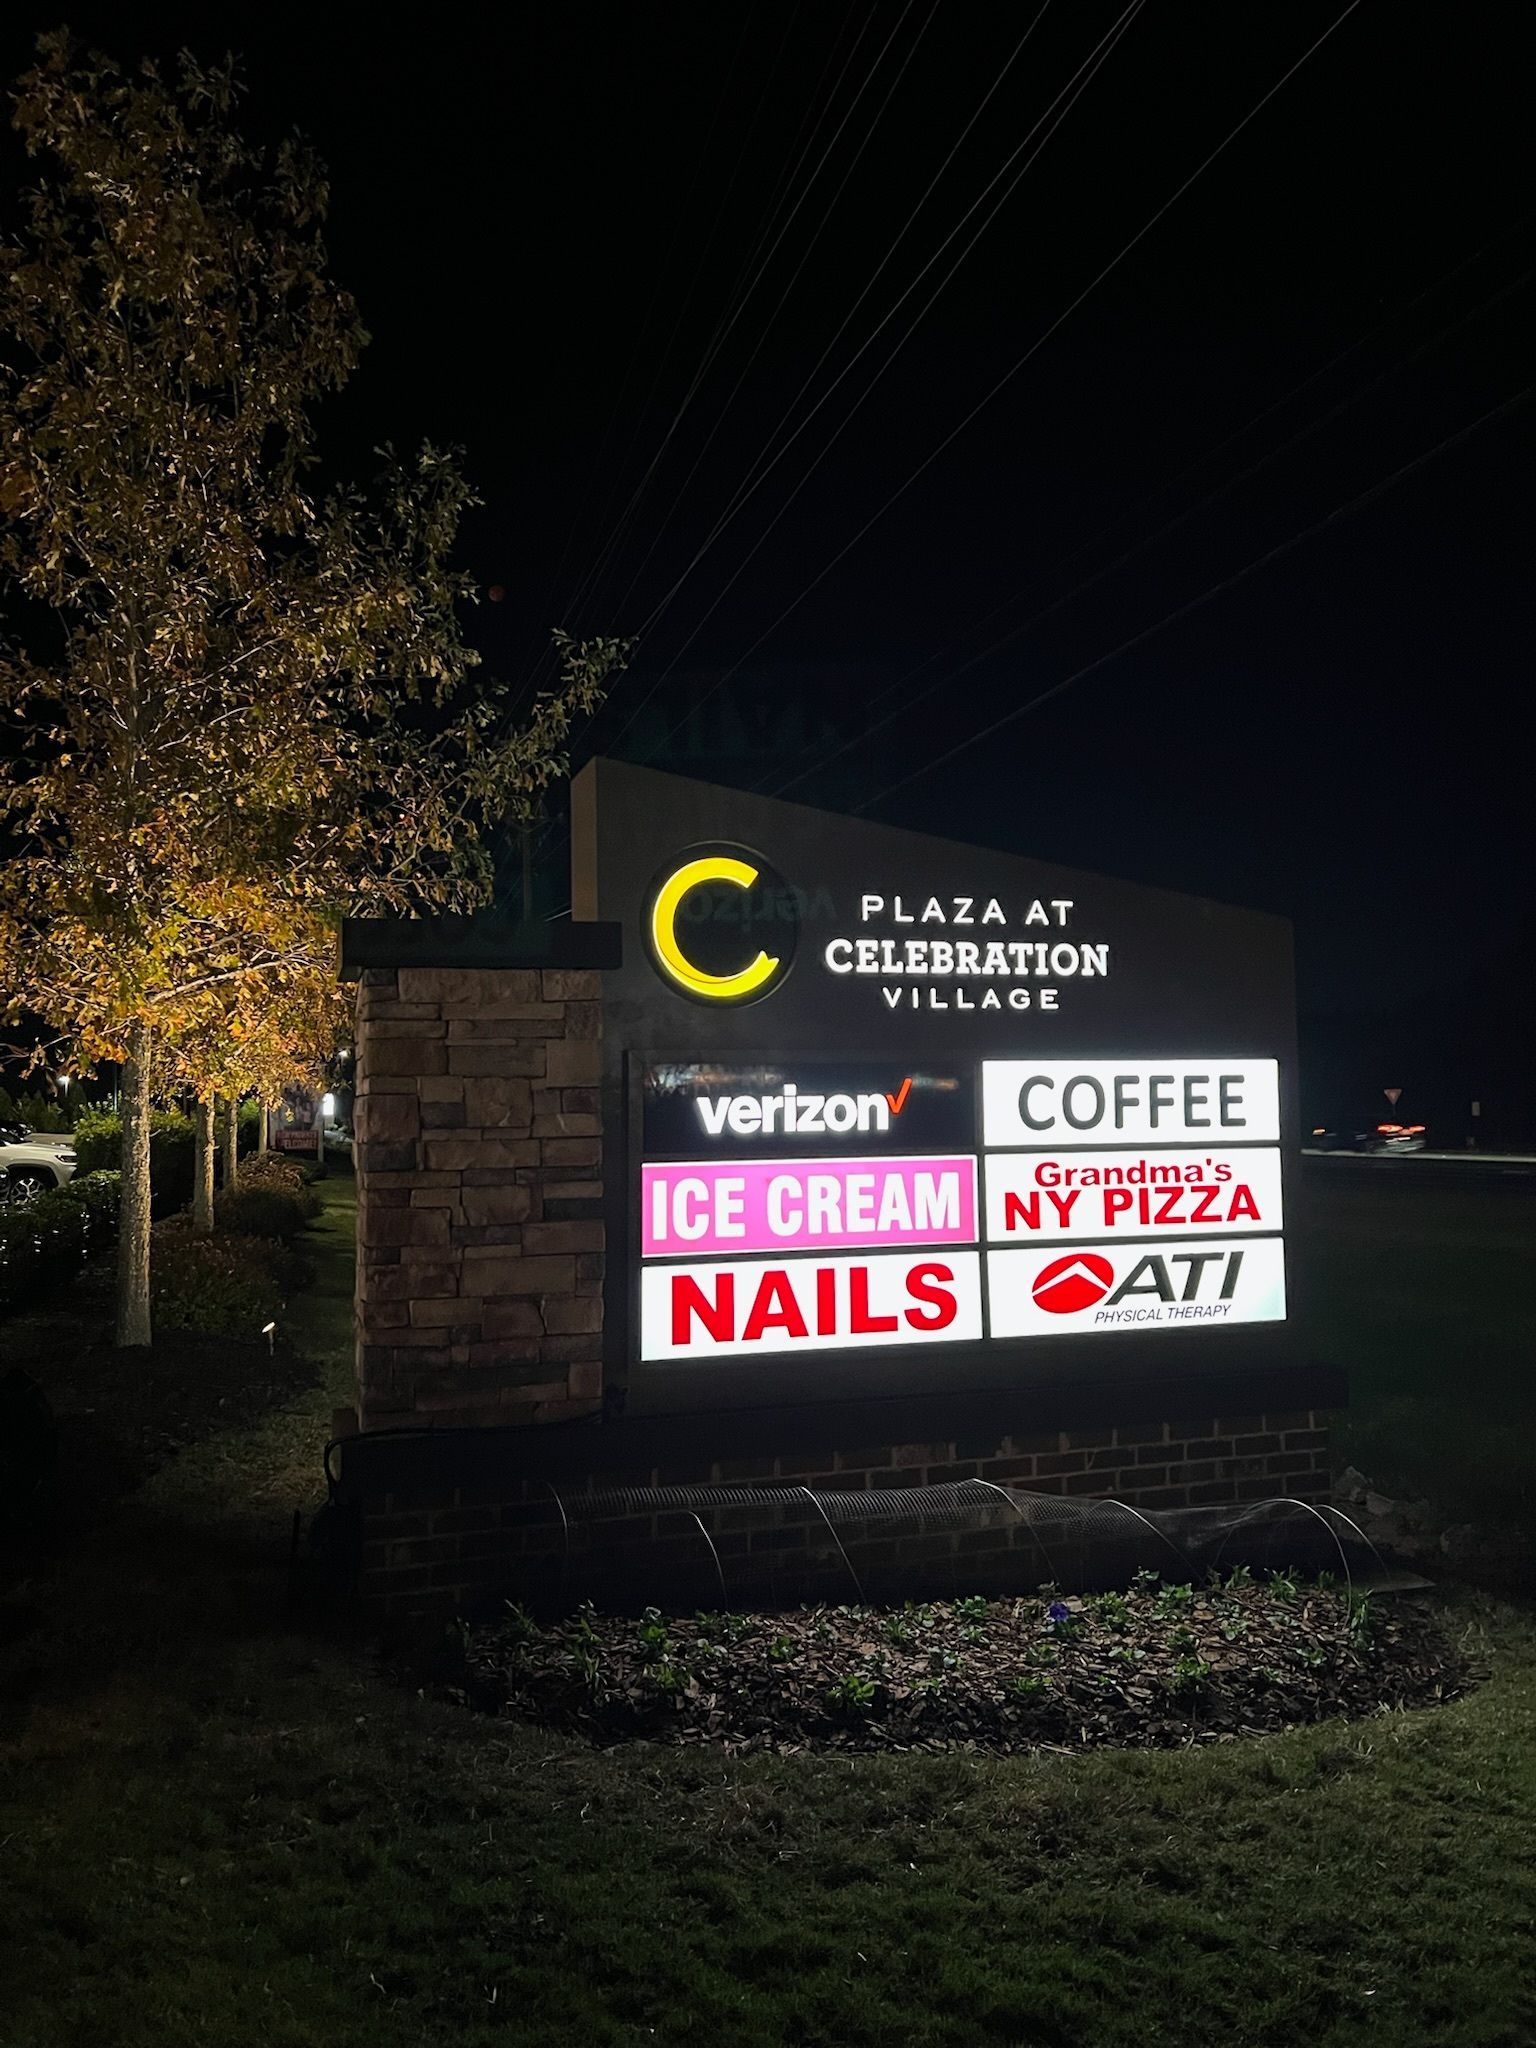 C
PLAZA AT
CELEBRATION
VILLAGE
verizon
COFFEE
ICE CREAM
Grandma's
NY PIZZA
NAILS
ATI
PHYSICAL THERAPY